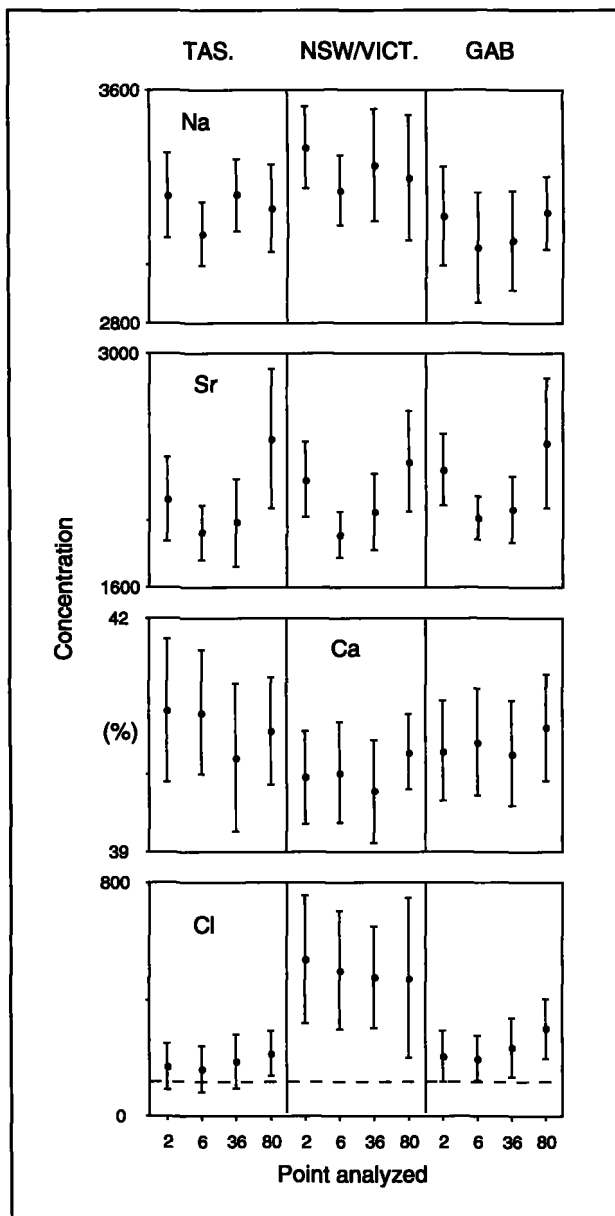 TAS. NSW/VICT. GAB
3600
Na
2800
3000
Sr
1600
Concentration
42
Ca
(%)
39
800
Cl
0
2 6 36 80 2 6 36 80 2 6 36 80
Point analyzed